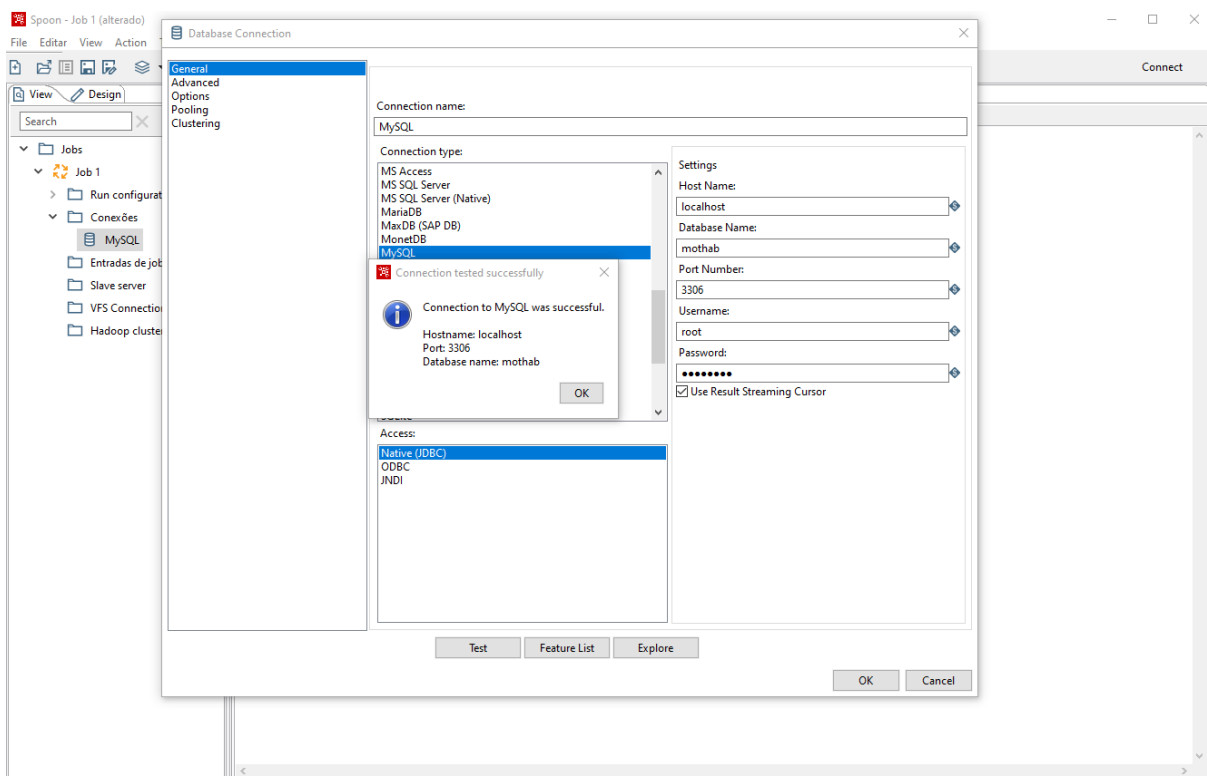 Spoon - Job 1 (alterado)
File Editar View Action
Connect
View Design
Search
Jobs
Job 1
Run configurat
Conexões
MySQL
Entradas de job
Slave server
VFS Connection
Hadoop cluste
Database Connection
General
Advanced
Options
Pooling
Clustering
Connection name:
MySQL
Connection type:
MS Access
MS SQL Server
MS SQL Server (Native)
MariaDB
MaxDB (SAP DB)
MonetDB
MySQL
Connection tested successfully
Connection to MySQL was successful.
Hostname: localhost
Port: 3306
Database name: mothab
OK
Access:
Native (JDBC)
ODBC
JNDI
Settings
Host Name:
localhost
Database Name:
mothab
Port Number:
3306
Username:
root
Password:
●●●●●●●●
Use Result Streaming Cursor
Test Feature List Explore
OK Cancel